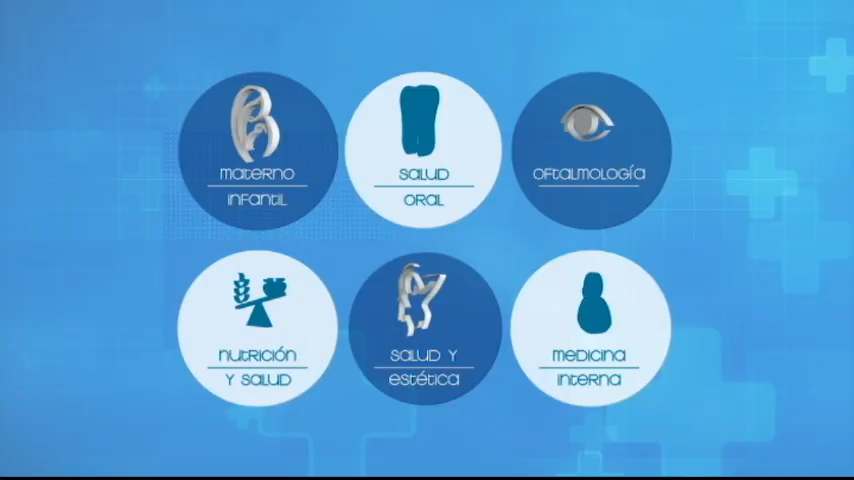 MATERNO
INFANTIL
SALUD
ORAL
OFTALMOLOGÍA
NUTRICIÓN
Y SALUD
SALUD Y
ESTÉTICA
MEDICINA
INTERNA